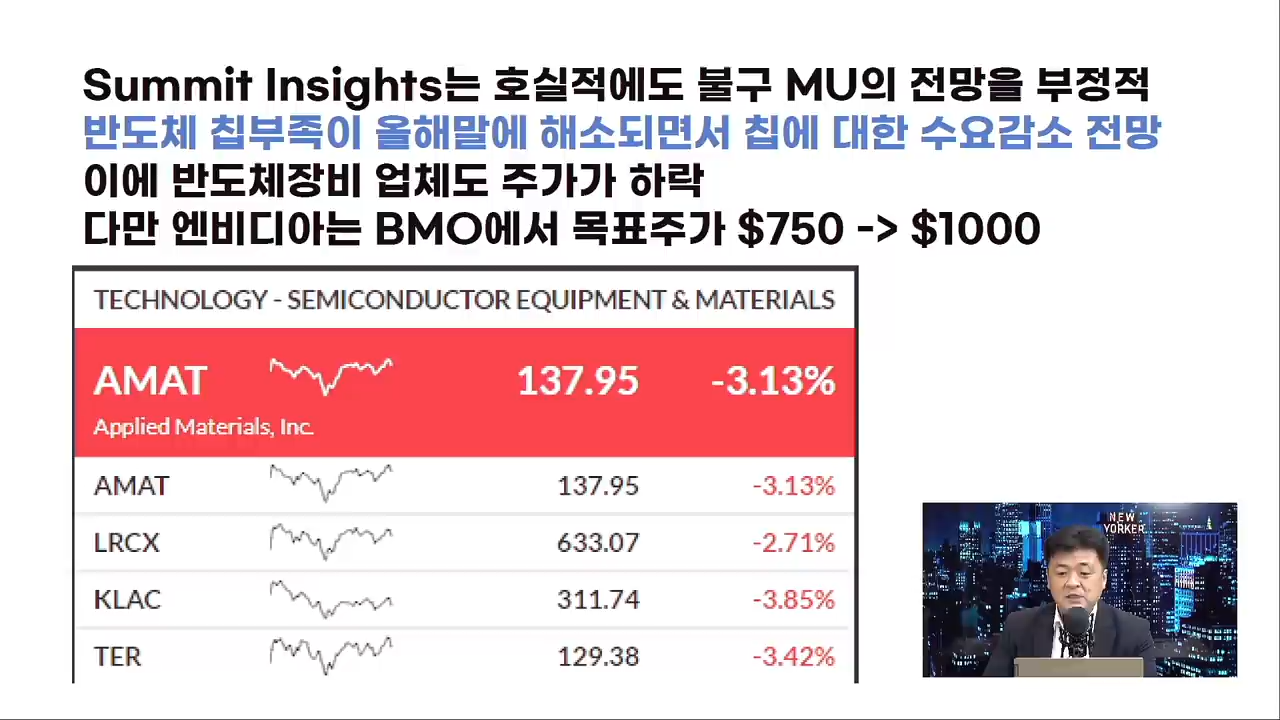 Summit Insights는 호실적에도 불구 MU의 전망을 부정적
반도체 칩부족이 올해말에 해소되면서 칩에 대한 수요감소 전망
이에 반도체장비 업체도 주가가 하락
다만 엔비디아는 BMO에서 목표주가 $750 -> $1000
TECHNOLOGY - SEMICONDUCTOR EQUIPMENT & MATERIALS
AMAT 137.95 -3.13%
Applied Materials, Inc.
AMAT 137.95 -3.13%
LRCX 633.07 -2.71%
KLAC 311.74 -3.85%
TER 129.38 -3.42%
NEW
YORKER